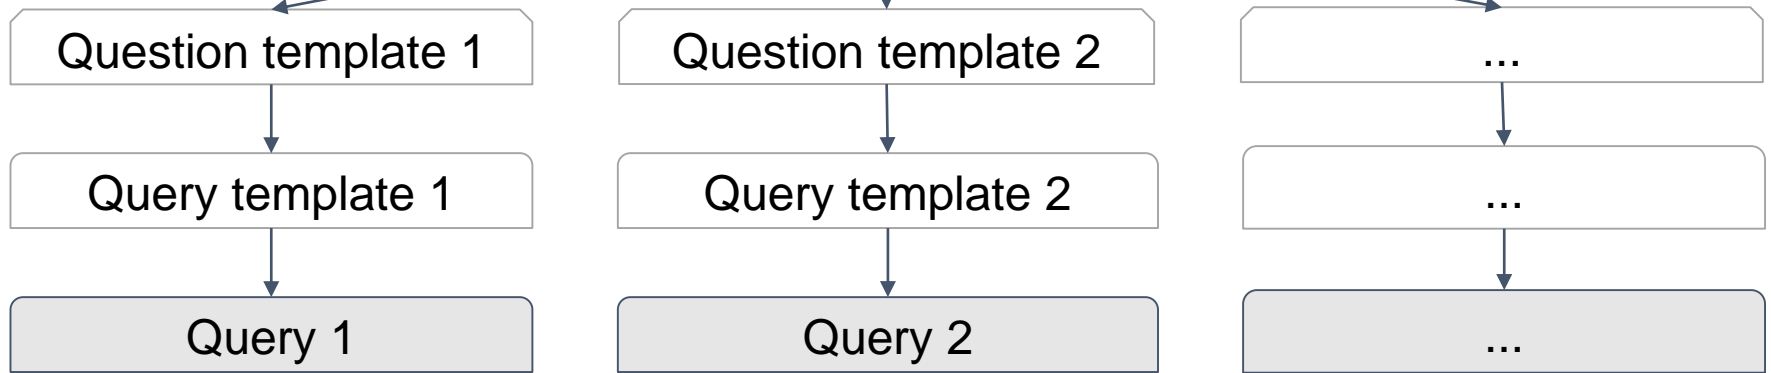 Question template 1
Question template 2
...
Query template 1
Query template 2
...
Query 1
Query 2
...